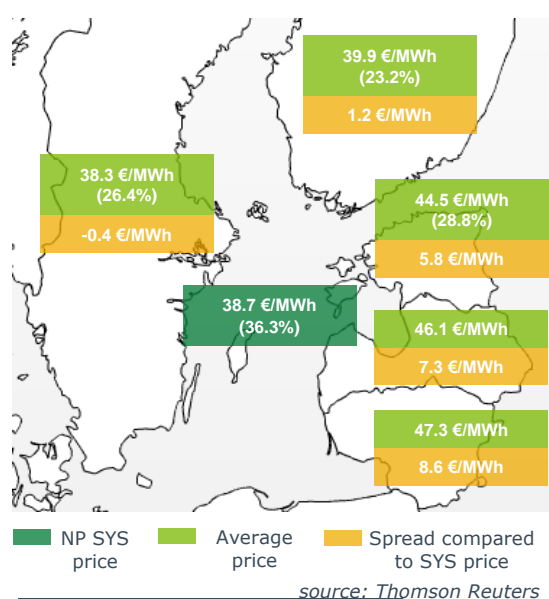 39.9 €/MWh
(23.2%)
1.2 €/MWh
38.3 €/MWh
(26.4%)
-0.4 €/MWh
44.5 €/MWh
(28.8%)
5.8 €/MWh
38.7 €/MWh
(36.3%)
46.1 €/MWh
7.3 €/MWh
47.3 €/MWh
8.6 €/MWh
NP SYS
price
Average
price
Spread compared
to SYS price
source: Thomson Reuters